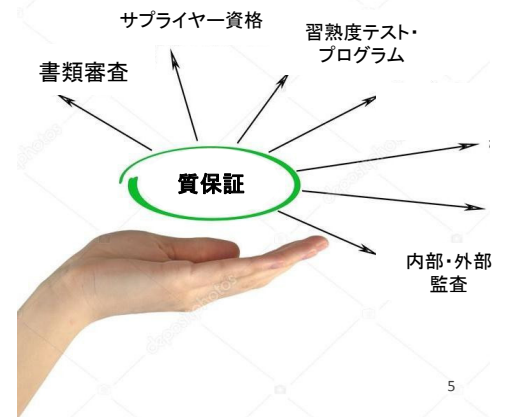 サプライヤー資格
習熟度テスト・
プログラム
書類審査
質保証
内部・外部
監査
5